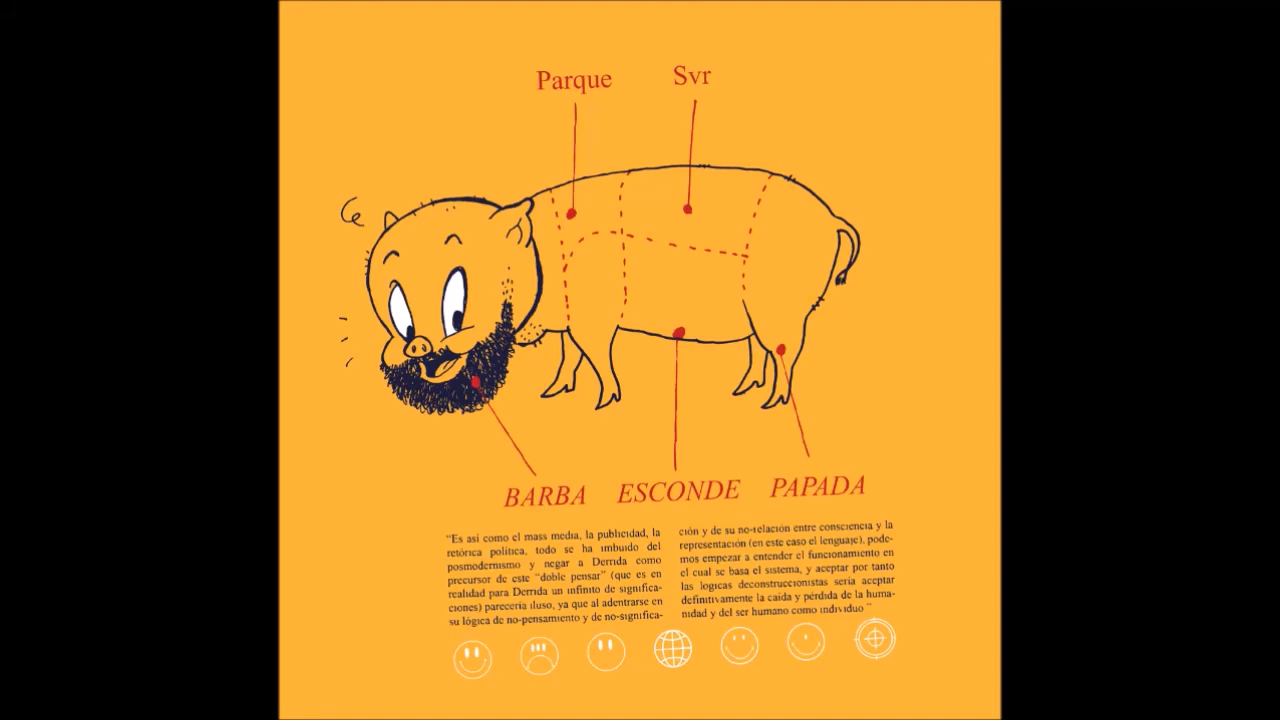 Parque Svr
BARBA ESCONDE PAPADA
“Es así como el mass media, la publicidad, la
retórica política, todo se ha imbuido del
posmodernismo y negar a Derrida como
precursor de este “doble pensar” (que es en
realidad para Derrida un infinito de significa-
ciones) parecería iluso, ya que al adentrarse en
su lógica de no-pensamiento y de no-significa-
ción y de su no-relación entre consciencia y la
representación (en este caso el lenguaje), pode-
mos empezar a entender el funcionamiento en
el cual se basa el sistema, y aceptar por tanto
las logicas deconstruccionistas sería aceptar
definitivamente la caída y pérdida de la huma-
nidad y del ser humano como individuo ”